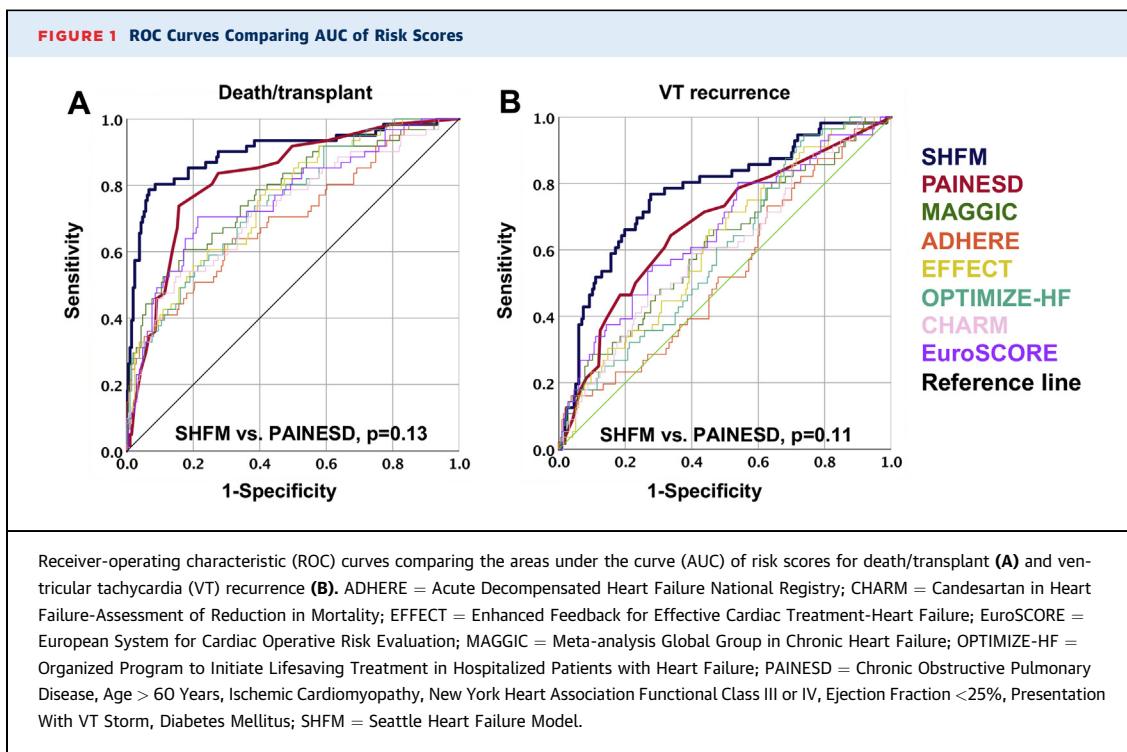 FIGURE 1 ROC Curves Comparing AUC of Risk Scores
A
Death/transplant
1.0
0.8
0.6
0.4
0.2
0.0
Sensitivity
SHFM vs. PAINESD, p=0.13
0.0 0.2 0.4 0.6 0.8 1.0
1-Specificity
B
VT recurrence
1.0
0.8
0.6
0.4
0.2
0.0
Sensitivity
SHFM vs. PAINESD, p=0.11
0.0 0.2 0.4 0.6 0.8 1.0
1-Specificity
SHFM
PAINESD
MAGGIC
ADHERE
EFFECT
OPTIMIZE-HF
CHARM
EuroSCORE
Reference line
Receiver-operating characteristic (ROC) curves comparing the areas under the curve (AUC) of risk scores for death/transplant (A) and ven-
tricular tachycardia (VT) recurrence (B). ADHERE = Acute Decompensated Heart Failure National Registry; CHARM = Candesartan in Heart
Failure-Assessment of Reduction in Mortality; EFFECT = Enhanced Feedback for Effective Cardiac Treatment-Heart Failure; EuroSCORE =
European System for Cardiac Operative Risk Evaluation; MAGGIC = Meta-analysis Global Group in Chronic Heart Failure; OPTIMIZE-HF =
Organized Program to Initiate Lifesaving Treatment in Hospitalized Patients with Heart Failure; PAINESD = Chronic Obstructive Pulmonary
Disease, Age > 60 Years, Ischemic Cardiomyopathy, New York Heart Association Functional Class III or IV, Ejection Fraction <25%, Presentation
With VT Storm, Diabetes Mellitus; SHFM = Seattle Heart Failure Model.